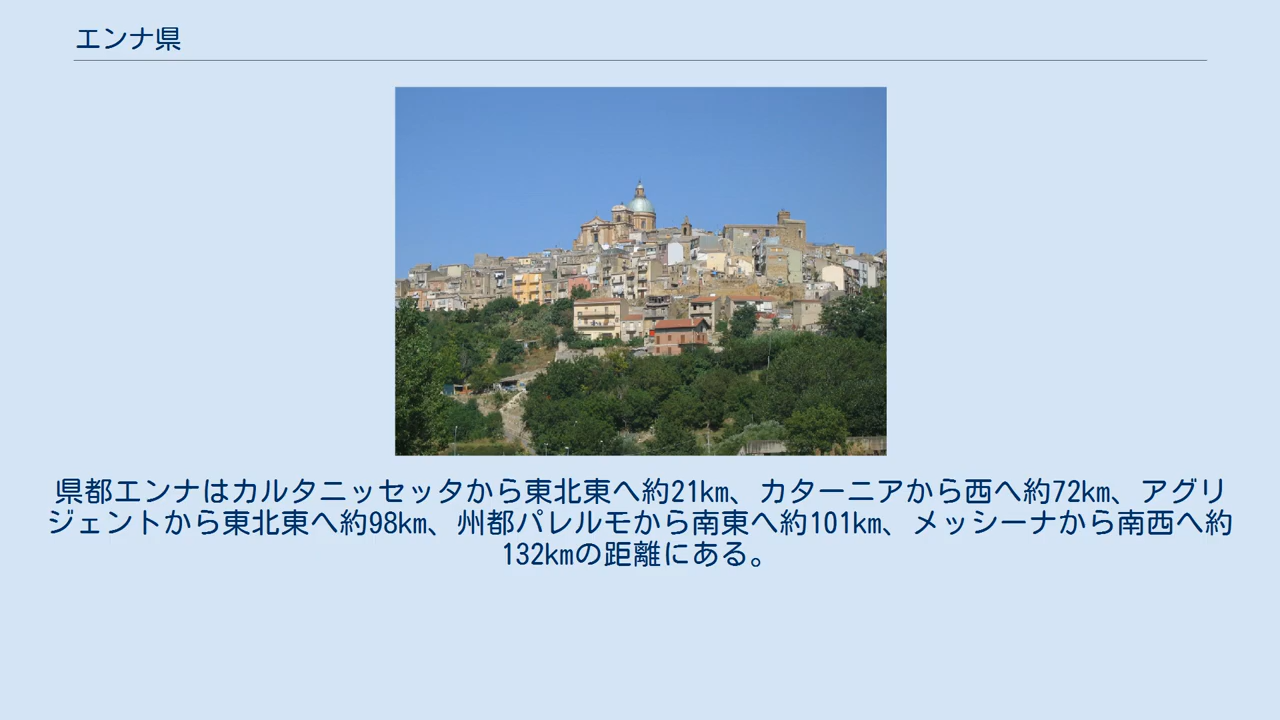 エンナ県
県都エンナはカルタニッセッタから東北東へ約21km、カターニアから西へ約72km、アグリ
ジェントから東北東へ約98km、州都パレルモから南東へ約101km、メッシーナから南西へ約
132kmの距離にある。